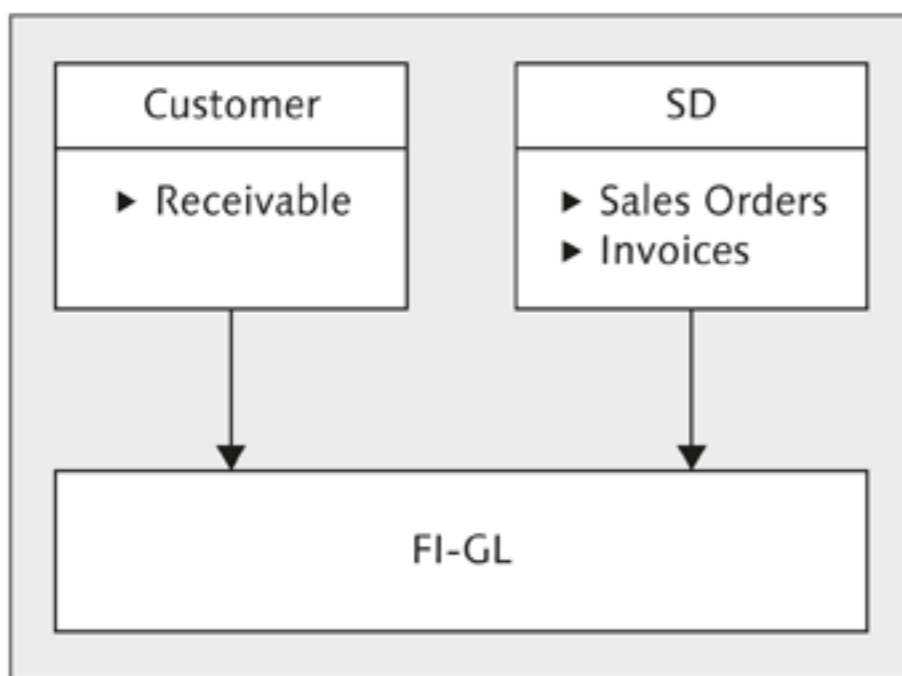 Customer
► Receivable
SD
► Sales Orders
► Invoices
FI-GL